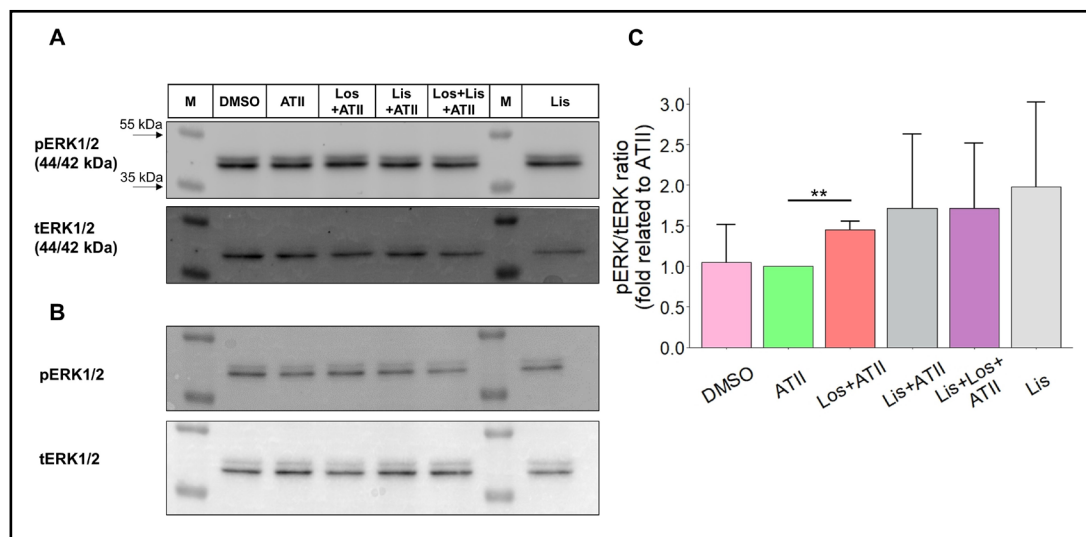 A
M
DMSO
ATII
Los
+ATII
Lis
+ATII
Los+Lis
+ATII
M
Lis
55 kDa
pERK1/2
(44/42 kDa)
35 kDa
tERK1/2
(44/42 kDa)
B
pERK1/2
tERK1/2
C
pERK/tERK ratio
(fold related to ATII)
3.0
2.5
2.0
1.5
1.0
0.5
0.0
**
DMSO
ATII
Los+ATII
Lis+ATII
Lis+Los+
ATII
Lis